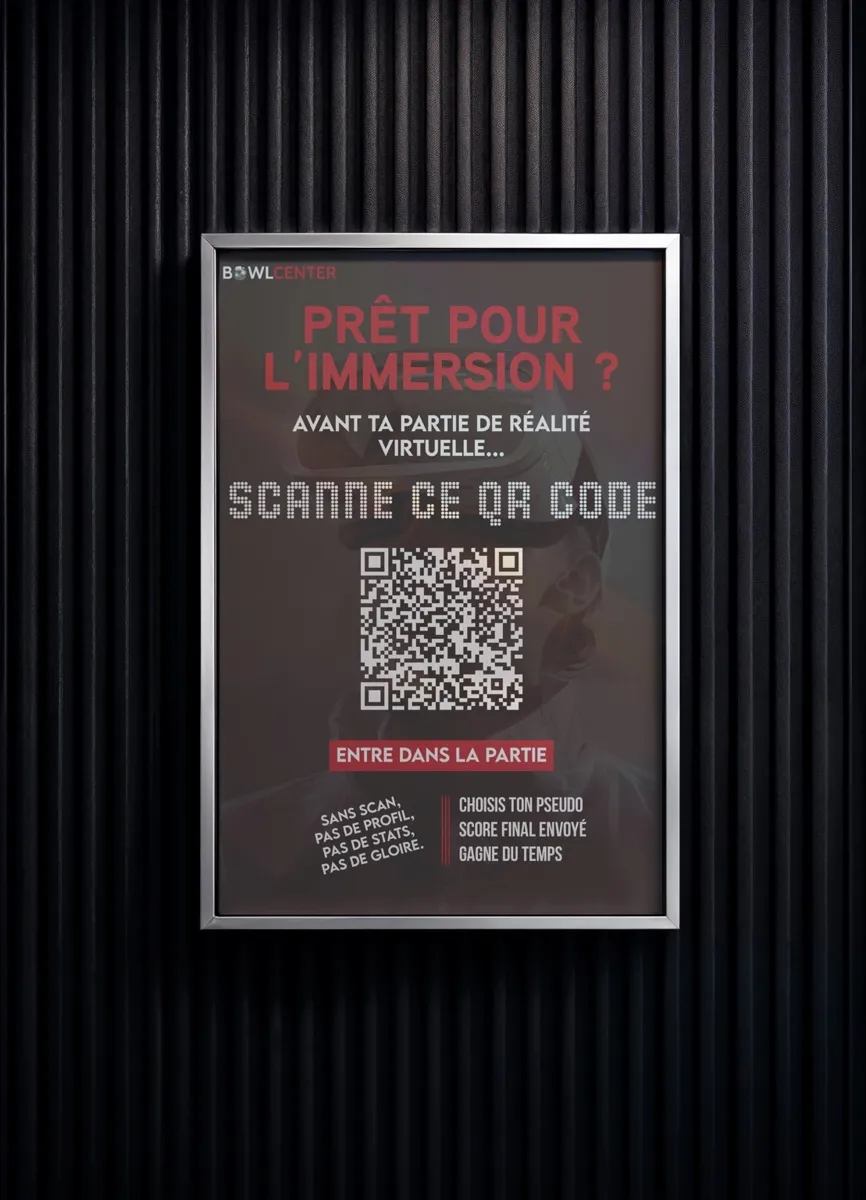 BOWLCENTER
PRÊT POUR
L'IMMERSION ?
AVANT TA PARTIE DE RÉALITÉ
VIRTUELLE...
SCANNE CE QR CODE
ENTRE DANS LA PARTIE
SANS SCAN,
PAS DE PROFIL,
PAS DE STATS,
PAS DE GLOIRE.
CHOISIS TON PSEUDO
SCORE FINAL ENVOYÉ
GAGNE DU TEMPS